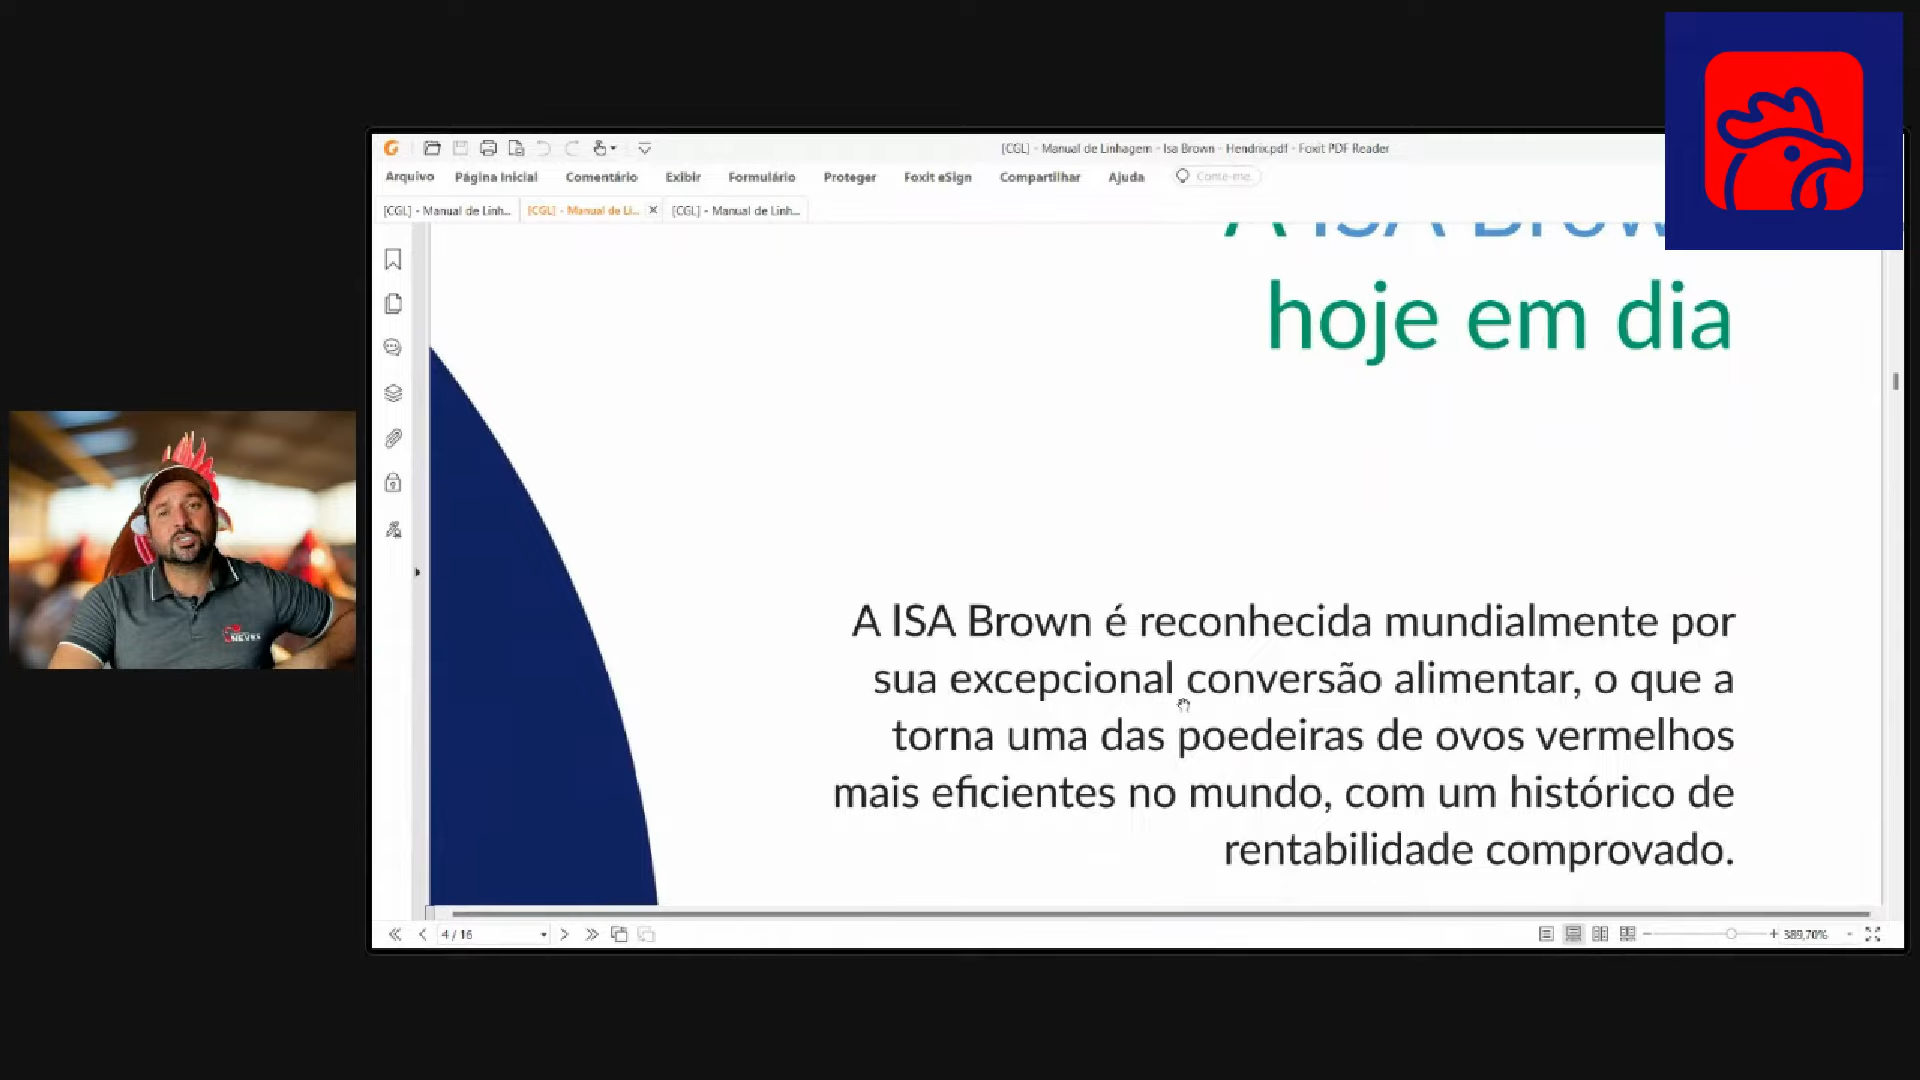 [CGL] - Manual de Linhagem - Isa Brown - Hendrix.pdf - Foxit PDF Reader
Arquivo Página Inicial Comentário Exibir Formulário Proteger Foxit eSign Compartilhar Ajuda Conte-me.
[CGL] - Manual de Linh... [CGL] - Manual de Li... [CGL] - Manual de Linh...
A ISA Brow
hoje em dia
A ISA Brown é reconhecida mundialmente por
sua excepcional conversão alimentar, o que a
torna uma das poedeiras de ovos vermelhos
mais eficientes no mundo, com um histórico de
rentabilidade comprovado.
4 / 16
389,70%